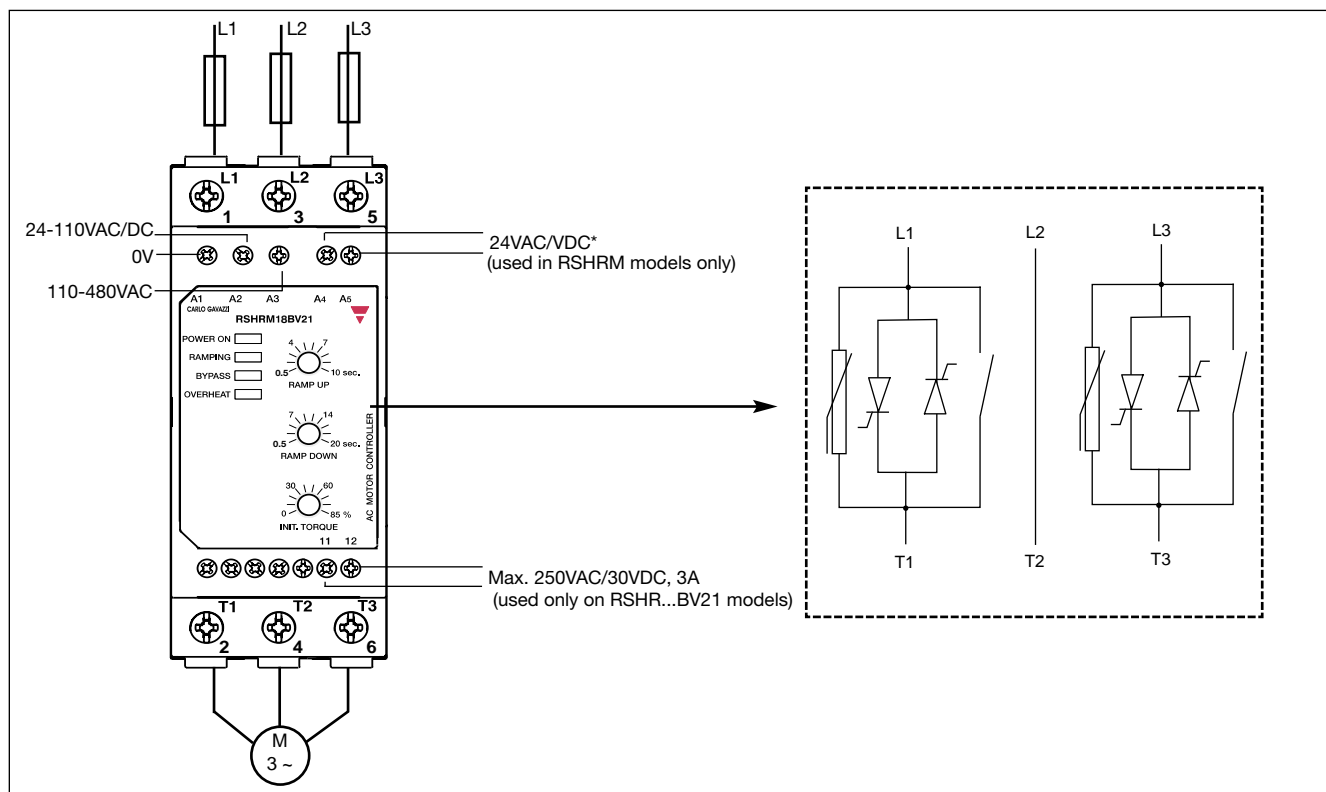 L1 L2 L3
L1 L2 L3
1 3 5
24-110VAC/DC
0V
110-480VAC
24VAC/VDC*
(used in RSHRM models only)
A1 A2 A3 A4 A5
CARLO GAVAZZI
RSHRM18BV21
POWER ON
RAMPING
BYPASS
OVERHEAT
4 7
0.5 10 sec.
RAMP UP
7 14
0.5 20 sec.
RAMP DOWN
30 60
0 85 %
INIT. TORQUE
AC MOTOR CONTROLLER
11 12
Max. 250VAC/30VDC, 3A
(used only on RSHR...BV21 models)
T1 T2 T3
2 4 6
M
3 ~
L1 L2 L3
T1 T2 T3